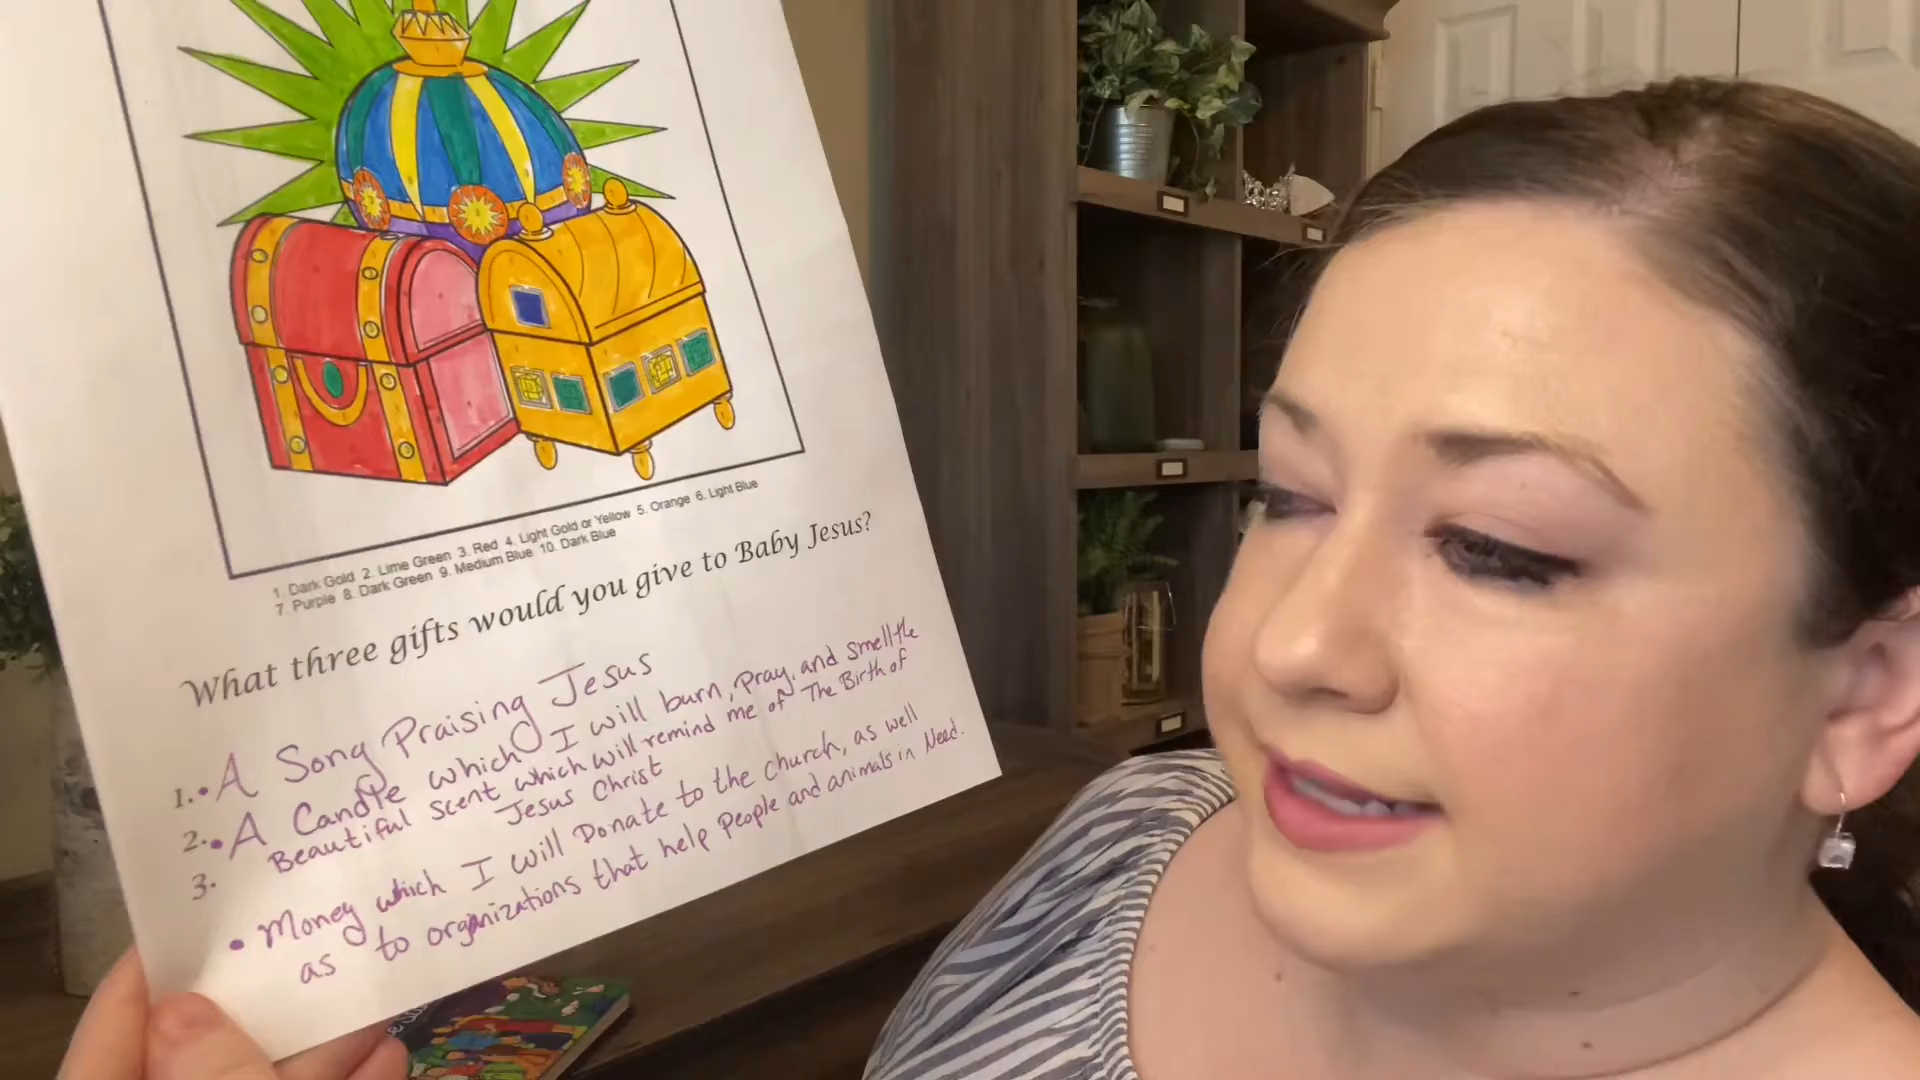 1. Dark Gold 2. Lime Green 3. Red 4. Light Gold or Yellow 5. Orange 6. Light Blue
7. Purple 8. Dark Green 9. Medium Blue 10. Dark Blue
What three gifts would you give to Baby Jesus?
1. • A Song Praising Jesus
2. • A Candle which I will burn, Pray, and smell the
Beautiful scent which will remind me of The Birth of
Jesus Christ
3.
• Money which I will Donate to the church, as well
as to organizations that help People and animals in Need.